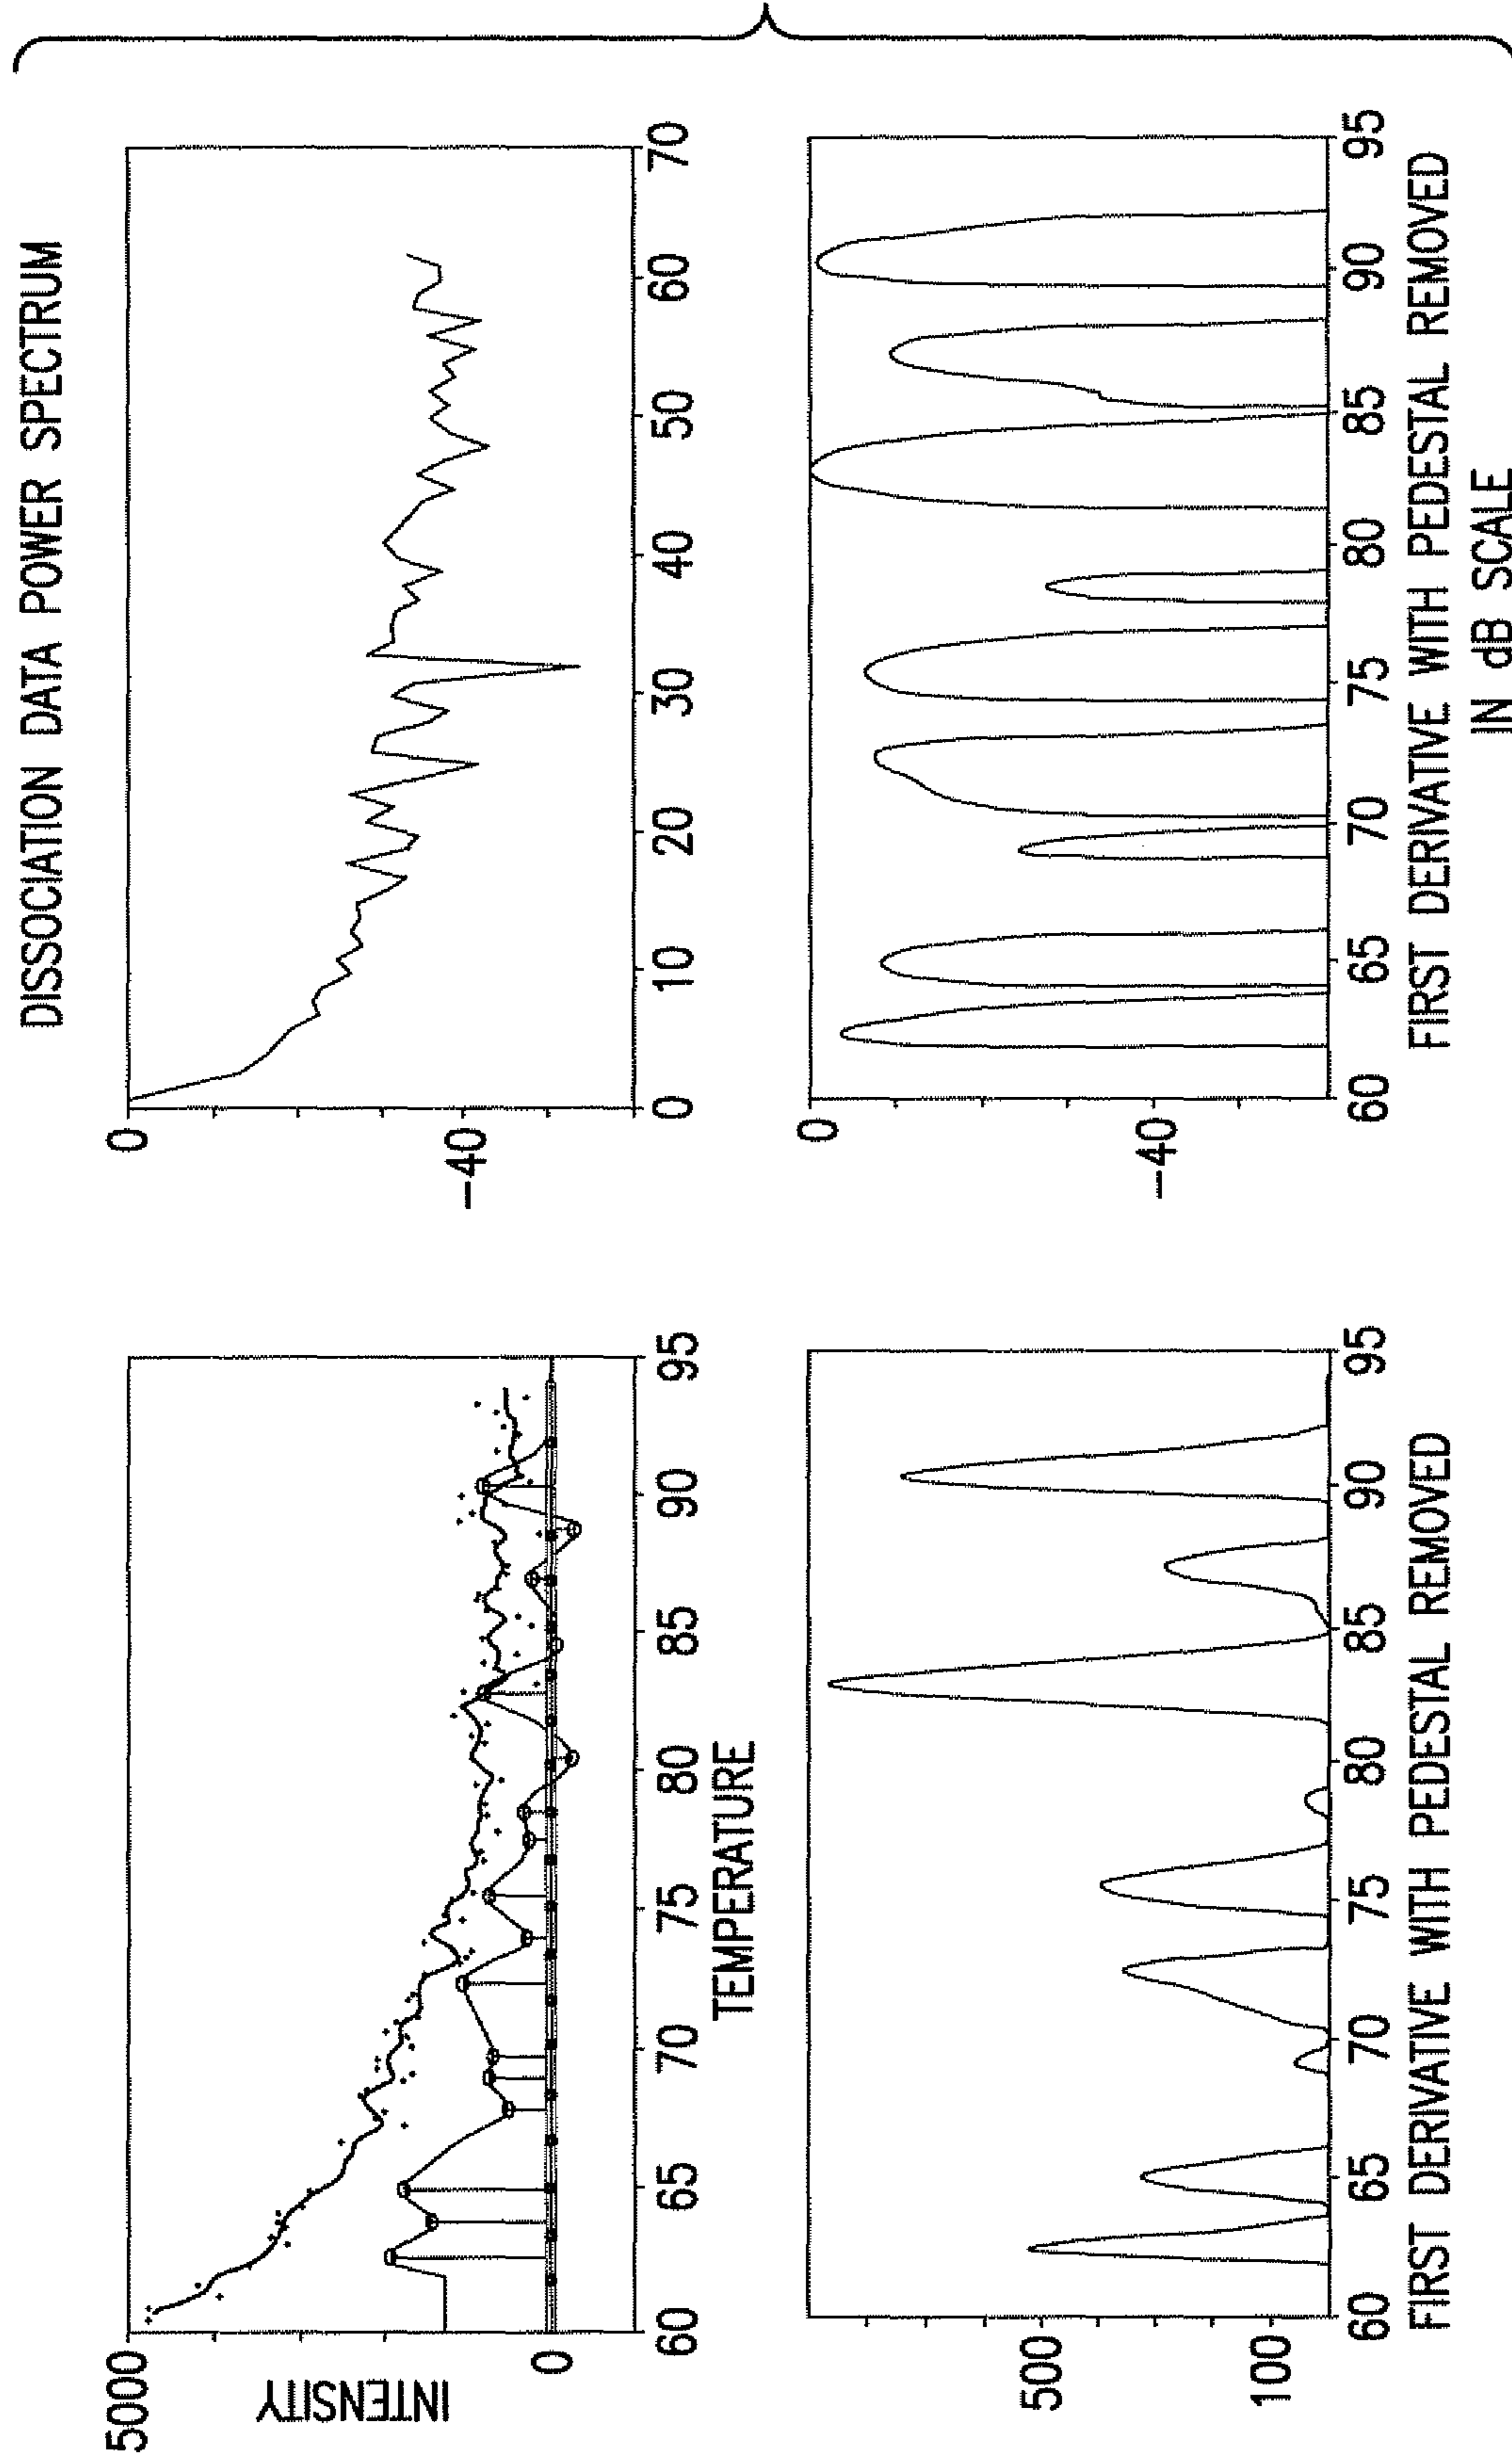 5000
INTENSITY
0
60 65 70 75 80 85 90 95
TEMPERATURE
DISSOCIATION DATA POWER SPECTRUM
0
-40
0 10 20 30 40 50 60 70
500
100
60 65 70 75 80 85 90 95
FIRST DERIVATIVE WITH PEDESTAL REMOVED
0
-40
60 65 70 75 80 85 90 95
FIRST DERIVATIVE WITH PEDESTAL REMOVED
IN dB SCALE